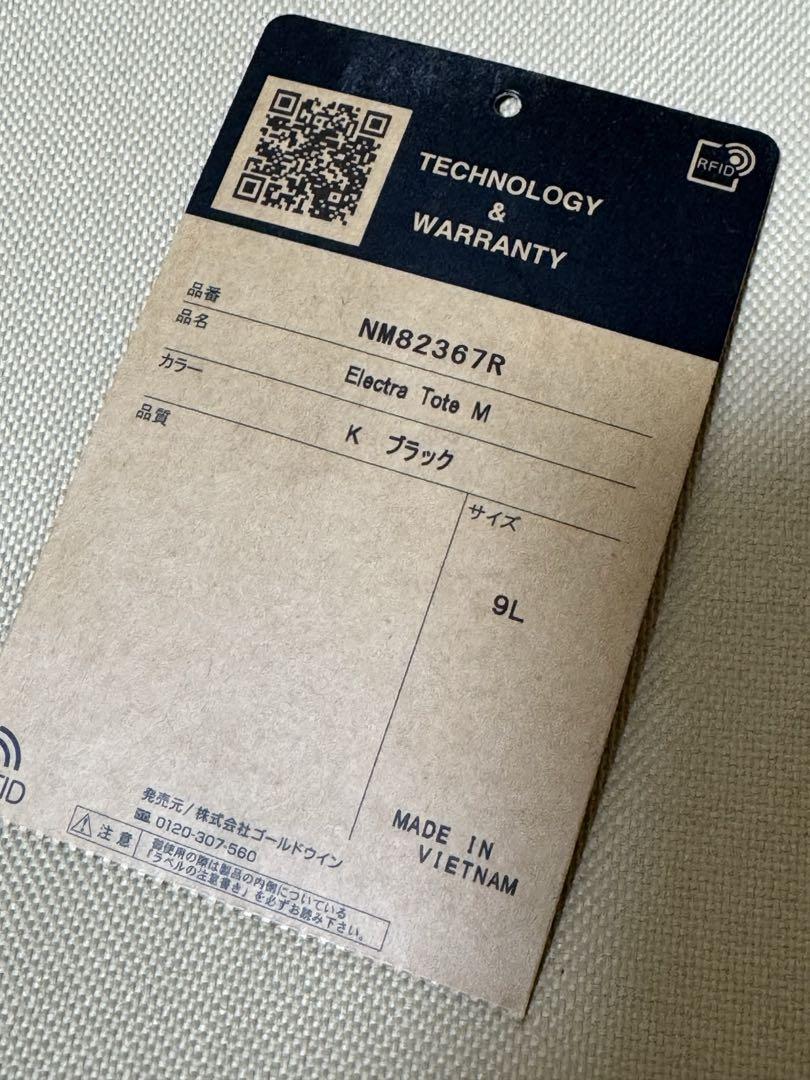 TECHNOLOGY
&
WARRANTY
RFID
品番
NM82367R
品名
Electra Tote M
カラー
K ブラック
品質
サイズ
9L
MADE IN
VIETNAM
発売元/株式会社ゴールドウイン
0120-307-560
注意
御使用の際は製品の内側についている
「ラベルの注意書き」を必ずお読み下さい。